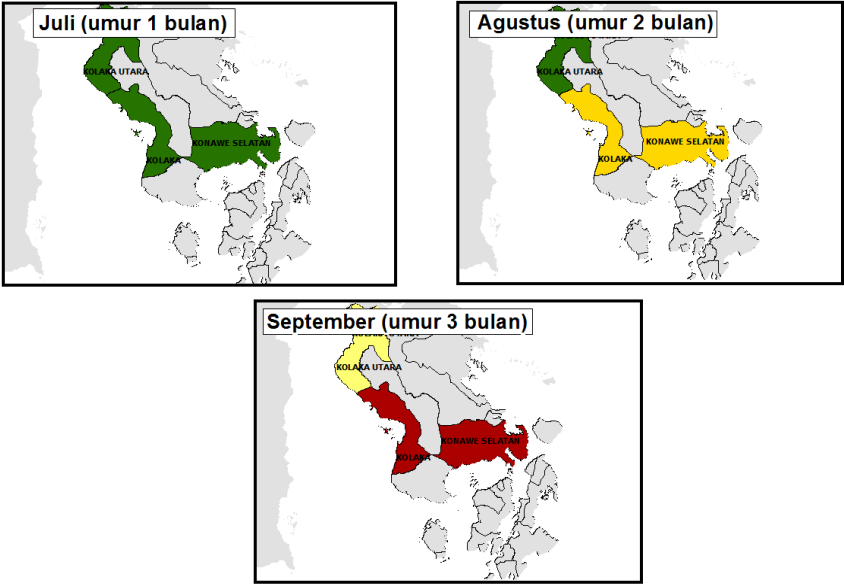 Juli (umur 1 bulan)
KOLAKA UTARA
KONAWE SELATAN
KOLAKA
Agustus (umur 2 bulan)
KOLAKA UTARA
KONAWE SELATAN
KOLAKA
September (umur 3 bulan)
KOLAKA UTARA
KONAWE SELATAN
KOLAKA